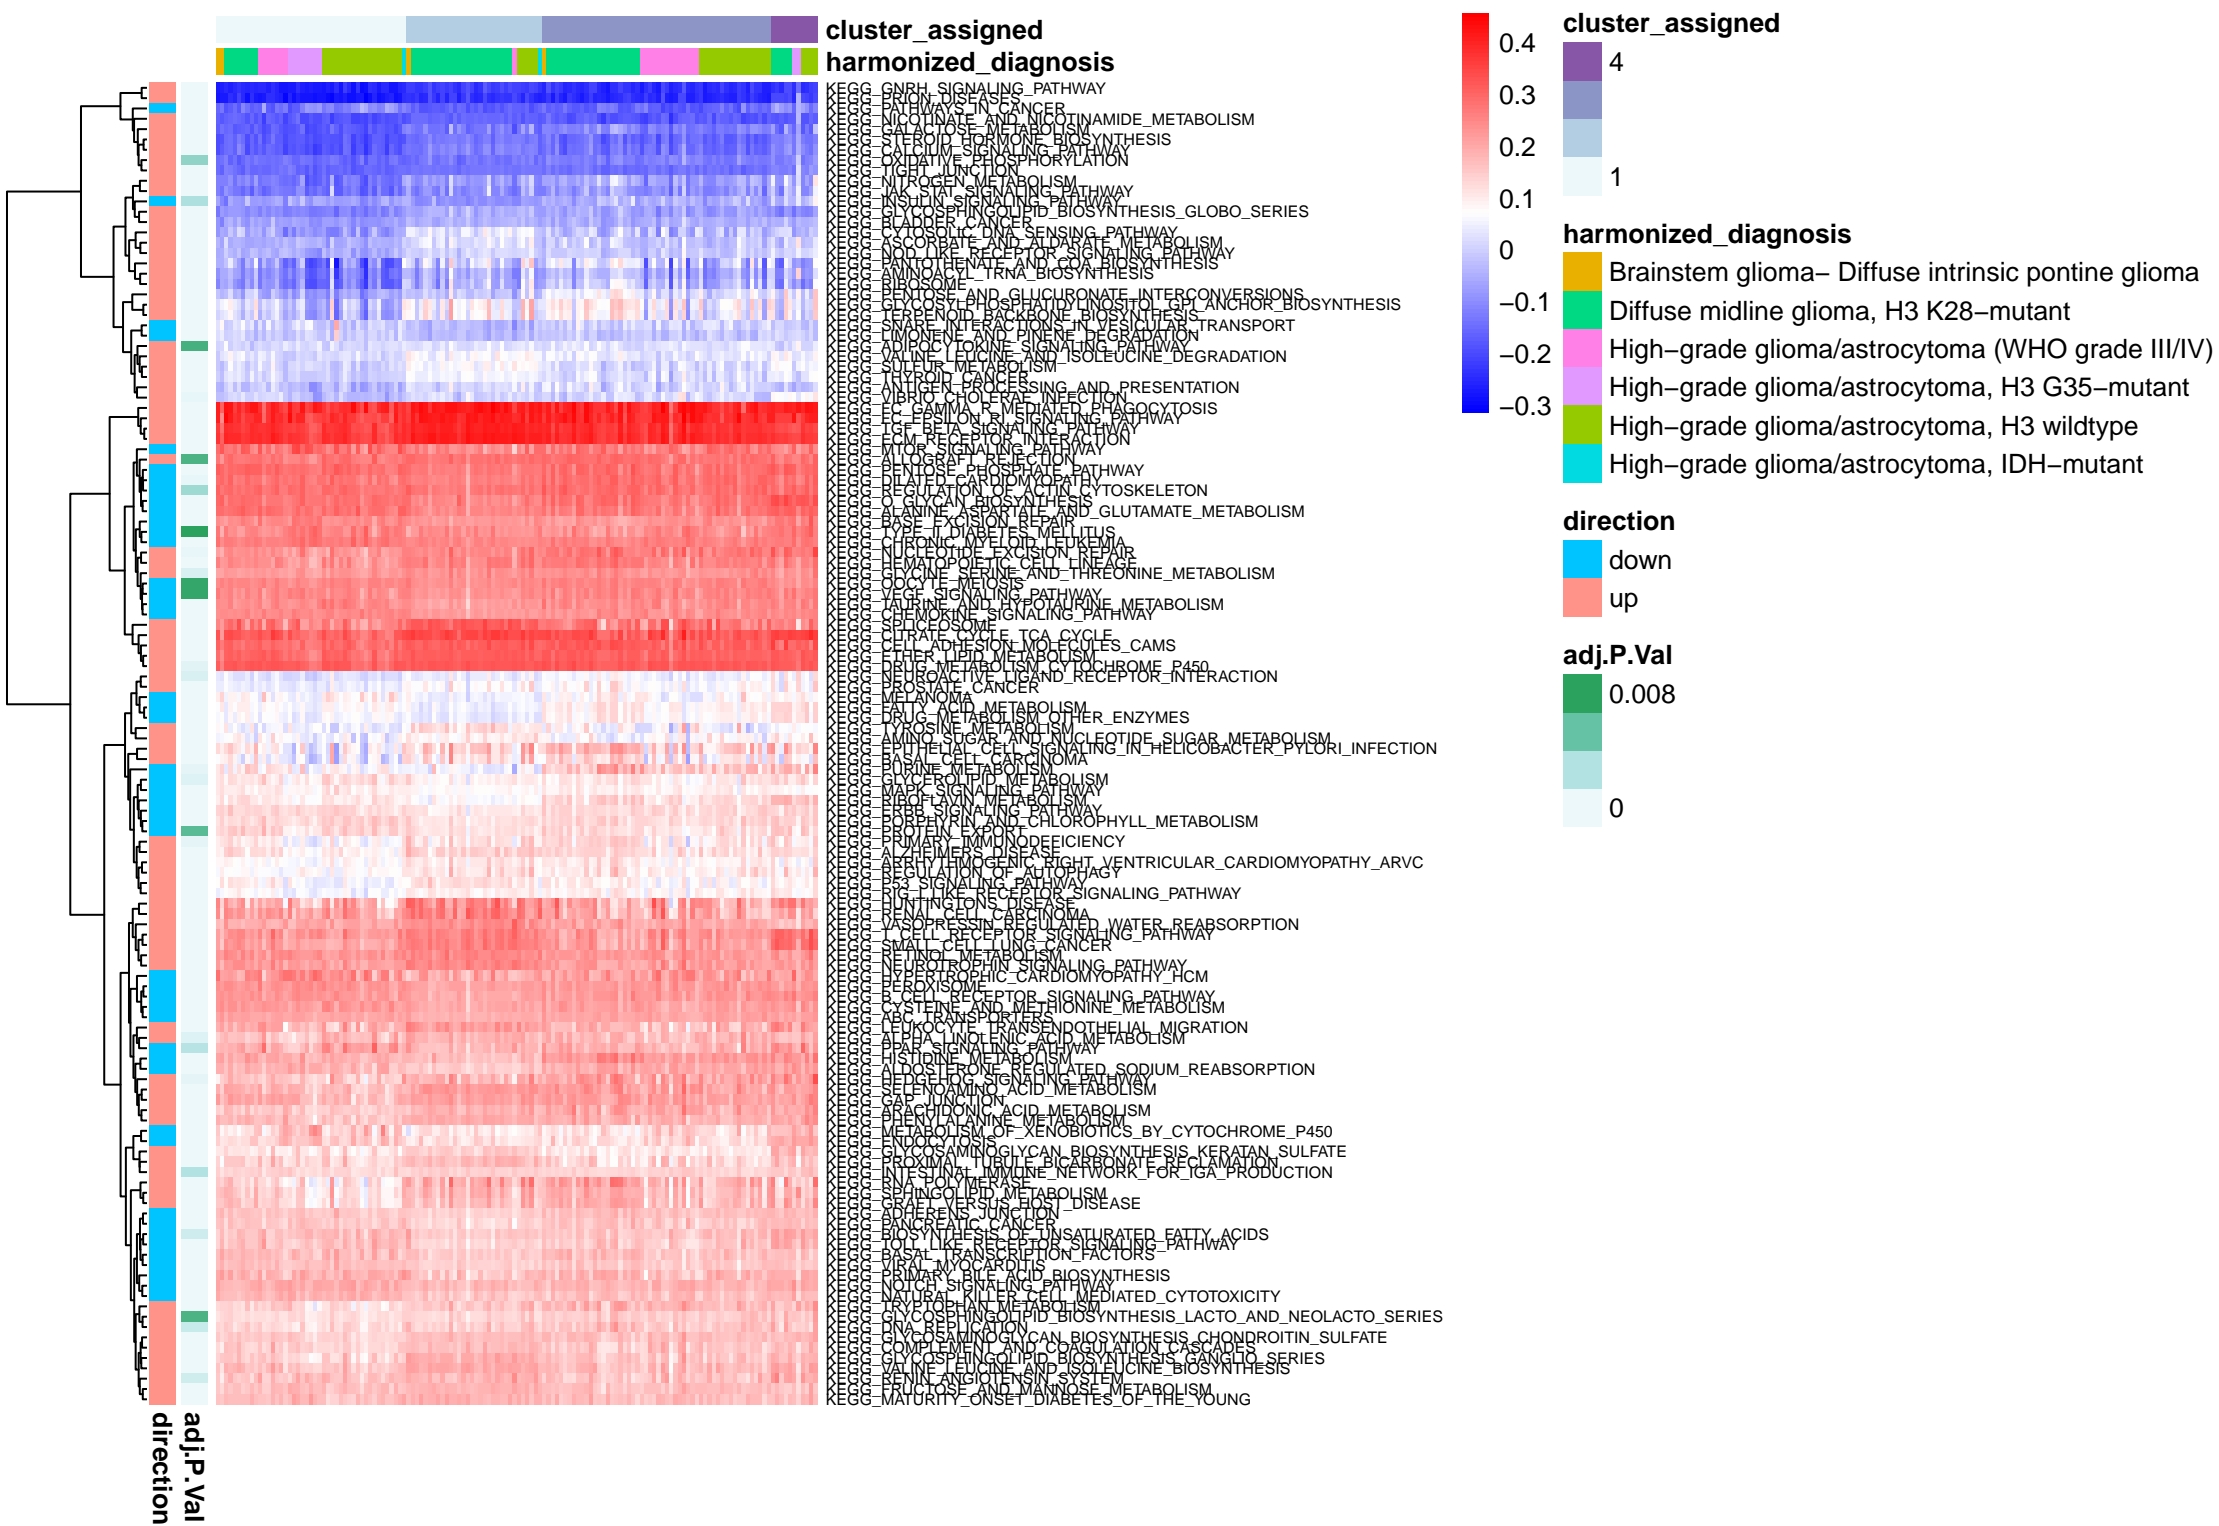 cluster_assigned
harmonized_diagnosis
KEGG_GNRH_SIGNALING_PATHWAY
KEGG_PRION_DISEASES
KEGG_PATHWAYS_IN_CANCER
KEGG_NICOTINATE_AND_NICOTINAMIDE_METABOLISM
KEGG_GALACTOSE_METABOLISM
KEGG_STEROID_HORMONE_BIOSYNTHESIS
KEGG_CALCIUM_SIGNALING_PATHWAY
KEGG_OXIDATIVE_PHOSPHORYLATION
KEGG_TIGHT_JUNCTION
KEGG_NITROGEN_METABOLISM
KEGG_JAK_STAT_SIGNALING_PATHWAY
KEGG_INSULIN_SIGNALING_PATHWAY
KEGG_GLYCOSPHINGOLIPID_BIOSYNTHESIS_GLOBO_SERIES
KEGG_BLADDER_CANCER
KEGG_CYTOSOLIC_DNA_SENSING_PATHWAY
KEGG_ASCORBATE_AND_ALDARATE_METABOLISM
KEGG_NOD_LIKE_RECEPTOR_SIGNALING_PATHWAY
KEGG_PANTOTHENATE_AND_COA_BIOSYNTHESIS
KEGG_AMINOACYL_TRNA_BIOSYNTHESIS
KEGG_RIBOSOME
KEGG_PENTOSE_AND_GLUCURONATE_INTERCONVERSIONS
KEGG_GLYCOSYLPHOSPHATIDYLINOSITOL_GPI_ANCHOR_BIOSYNTHESIS
KEGG_TERPENOID_BACKBONE_BIOSYNTHESIS
KEGG_SNARE_INTERACTIONS_IN_VESICULAR_TRANSPORT
KEGG_LIMONENE_AND_PINENE_DEGRADATION
KEGG_ADIPOCYTOKINE_SIGNALING_PATHWAY
KEGG_VALINE_LEUCINE_AND_ISOLEUCINE_DEGRADATION
KEGG_SULFUR_METABOLISM
KEGG_THYROID_CANCER
KEGG_ANTIGEN_PROCESSING_AND_PRESENTATION
KEGG_VIBRIO_CHOLERAE_INFECTION
KEGG_FC_GAMMA_R_MEDIATED_PHAGOCYTOSIS
KEGG_FC_EPSILON_RI_SIGNALING_PATHWAY
KEGG_TGF_BETA_SIGNALING_PATHWAY
KEGG_ECM_RECEPTOR_INTERACTION
KEGG_MTOR_SIGNALING_PATHWAY
KEGG_ALLOGRAFT_REJECTION
KEGG_PENTOSE_PHOSPHATE_PATHWAY
KEGG_DILATED_CARDIOMYOPATHY
KEGG_REGULATION_OF_ACTIN_CYTOSKELETON
KEGG_O_GLYCAN_BIOSYNTHESIS
KEGG_ALANINE_ASPARTATE_AND_GLUTAMATE_METABOLISM
KEGG_BASE_EXCISION_REPAIR
KEGG_TYPE_II_DIABETES_MELLITUS
KEGG_CHRONIC_MYELOID_LEUKEMIA
KEGG_NUCLEOTIDE_EXCISION_REPAIR
KEGG_HEMATOPOIETIC_CELL_LINEAGE
KEGG_GLYCINE_SERINE_AND_THREONINE_METABOLISM
KEGG_OOCYTE_MEIOSIS
KEGG_VEGF_SIGNALING_PATHWAY
KEGG_TAURINE_AND_HYPOTAURINE_METABOLISM
KEGG_CHEMOKINE_SIGNALING_PATHWAY
KEGG_SPLICEOSOME
KEGG_CITRATE_CYCLE_TCA_CYCLE
KEGG_CELL_ADHESION_MOLECULES_CAMS
KEGG_ETHER_LIPID_METABOLISM
KEGG_DRUG_METABOLISM_CYTOCHROME_P450
KEGG_NEUROACTIVE_LIGAND_RECEPTOR_INTERACTION
KEGG_PROSTATE_CANCER
KEGG_MELANOMA
KEGG_FATTY_ACID_METABOLISM
KEGG_DRUG_METABOLISM_OTHER_ENZYMES
KEGG_TYROSINE_METABOLISM
KEGG_AMINO_SUGAR_AND_NUCLEOTIDE_SUGAR_METABOLISM
KEGG_EPITHELIAL_CELL_SIGNALING_IN_HELICOBACTER_PYLORI_INFECTION
KEGG_BASAL_CELL_CARCINOMA
KEGG_PURINE_METABOLISM
KEGG_GLYCEROLIPID_METABOLISM
KEGG_MAPK_SIGNALING_PATHWAY
KEGG_RIBOFLAVIN_METABOLISM
KEGG_ERBB_SIGNALING_PATHWAY
KEGG_PORPHYRIN_AND_CHLOROPHYLL_METABOLISM
KEGG_PROTEIN_EXPORT
KEGG_PRIMARY_IMMUNODEFICIENCY
KEGG_ALZHEIMERS_DISEASE
KEGG_ARRHYTHMOGENIC_RIGHT_VENTRICULAR_CARDIOMYOPATHY_ARVC
KEGG_REGULATION_OF_AUTOPHAGY
KEGG_P53_SIGNALING_PATHWAY
KEGG_RIG_I_LIKE_RECEPTOR_SIGNALING_PATHWAY
KEGG_HUNTINGTONS_DISEASE
KEGG_RENAL_CELL_CARCINOMA
KEGG_VASOPRESSIN_REGULATED_WATER_REABSORPTION
KEGG_T_CELL_RECEPTOR_SIGNALING_PATHWAY
KEGG_SMALL_CELL_LUNG_CANCER
KEGG_RETINOL_METABOLISM
KEGG_NEUROTROPHIN_SIGNALING_PATHWAY
KEGG_HYPERTROPHIC_CARDIOMYOPATHY_HCM
KEGG_PEROXISOME
KEGG_B_CELL_RECEPTOR_SIGNALING_PATHWAY
KEGG_CYSTEINE_AND_METHIONINE_METABOLISM
KEGG_ABC_TRANSPORTERS
KEGG_LEUKOCYTE_TRANSENDOTHELIAL_MIGRATION
KEGG_ALPHA_LINOLENIC_ACID_METABOLISM
KEGG_PPAR_SIGNALING_PATHWAY
KEGG_HISTIDINE_METABOLISM
KEGG_ALDOSTERONE_REGULATED_SODIUM_REABSORPTION
KEGG_HEDGEHOG_SIGNALING_PATHWAY
KEGG_SELENOAMINO_ACID_METABOLISM
KEGG_GAP_JUNCTION
KEGG_ARACHIDONIC_ACID_METABOLISM
KEGG_PHENYLALANINE_METABOLISM
KEGG_METABOLISM_OF_XENOBIOTICS_BY_CYTOCHROME_P450
KEGG_ENDOCYTOSIS
KEGG_GLYCOSAMINOGLYCAN_BIOSYNTHESIS_KERATAN_SULFATE
KEGG_PROXIMAL_TUBULE_BICARBONATE_RECLAMATION
KEGG_INTESTINAL_IMMUNE_NETWORK_FOR_IGA_PRODUCTION
KEGG_RNA_POLYMERASE
KEGG_SPHINGOLIPID_METABOLISM
KEGG_GRAFT_VERSUS_HOST_DISEASE
KEGG_ADHERENS_JUNCTION
KEGG_PANCREATIC_CANCER
KEGG_BIOSYNTHESIS_OF_UNSATURATED_FATTY_ACIDS
KEGG_TOLL_LIKE_RECEPTOR_SIGNALING_PATHWAY
KEGG_BASAL_TRANSCRIPTION_FACTORS
KEGG_VIRAL_MYOCARDITIS
KEGG_PRIMARY_BILE_ACID_BIOSYNTHESIS
KEGG_NOTCH_SIGNALING_PATHWAY
KEGG_NATURAL_KILLER_CELL_MEDIATED_CYTOTOXICITY
KEGG_TRYPTOPHAN_METABOLISM
KEGG_GLYCOSPHINGOLIPID_BIOSYNTHESIS_LACTO_AND_NEOLACTO_SERIES
KEGG_DNA_REPLICATION
KEGG_GLYCOSAMINOGLYCAN_BIOSYNTHESIS_CHONDROITIN_SULFATE
KEGG_COMPLEMENT_AND_COAGULATION_CASCADES
KEGG_GLYCOSPHINGOLIPID_BIOSYNTHESIS_GANGLIO_SERIES
KEGG_VALINE_LEUCINE_AND_ISOLEUCINE_BIOSYNTHESIS
KEGG_RENIN_ANGIOTENSIN_SYSTEM
KEGG_FRUCTOSE_AND_MANNOSE_METABOLISM
KEGG_MATURITY_ONSET_DIABETES_OF_THE_YOUNG
direction
adj.P.Val
0.4
0.3
0.2
0.1
0
−0.1
−0.2
−0.3
cluster_assigned
4
1
harmonized_diagnosis
Brainstem glioma− Diffuse intrinsic pontine glioma
Diffuse midline glioma, H3 K28−mutant
High−grade glioma/astrocytoma (WHO grade III/IV)
High−grade glioma/astrocytoma, H3 G35−mutant
High−grade glioma/astrocytoma, H3 wildtype
High−grade glioma/astrocytoma, IDH−mutant
direction
down
up
adj.P.Val
0.008
0